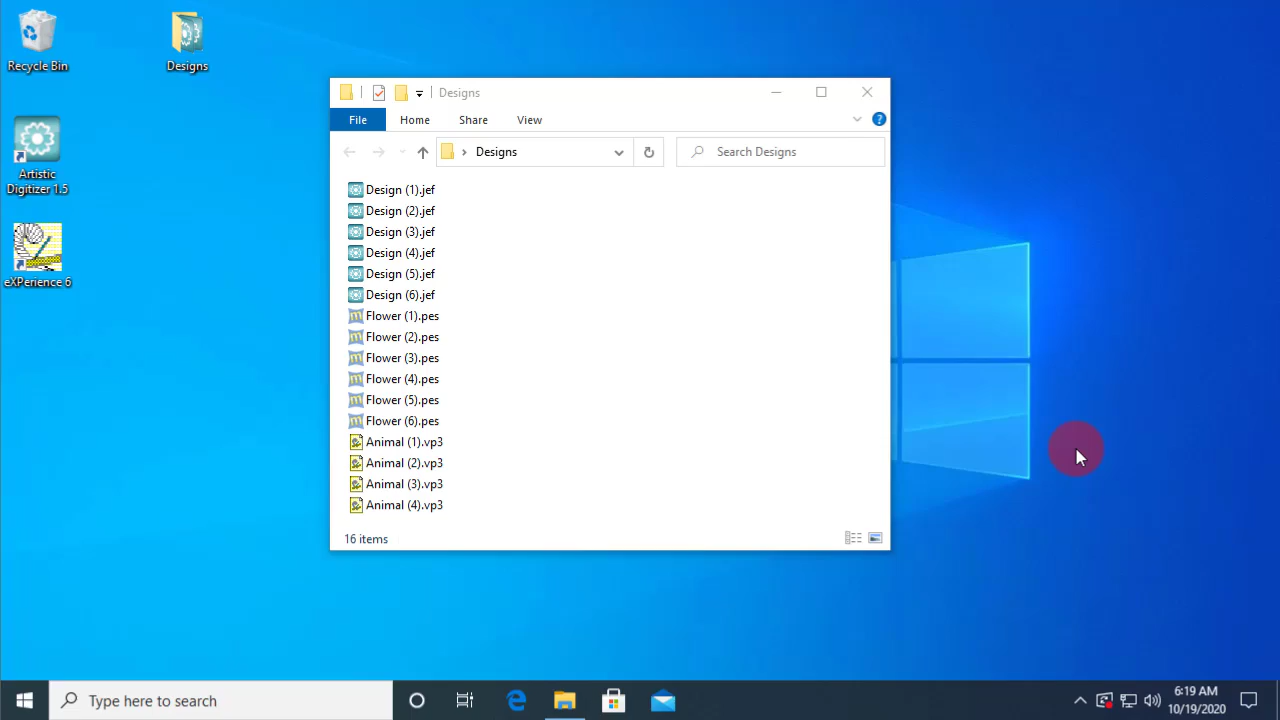 Recycle Bin
Designs
Artistic
Digitizer 1.5
eXPerience 6
Designs
File Home Share View
Designs
Search Designs
Design (1).jef
Design (2).jef
Design (3).jef
Design (4).jef
Design (5).jef
Design (6).jef
Flower (1).pes
Flower (2).pes
Flower (3).pes
Flower (4).pes
Flower (5).pes
Flower (6).pes
Animal (1).vp3
Animal (2).vp3
Animal (3).vp3
Animal (4).vp3
16 items
Type here to search
6:19 AM
10/19/2020